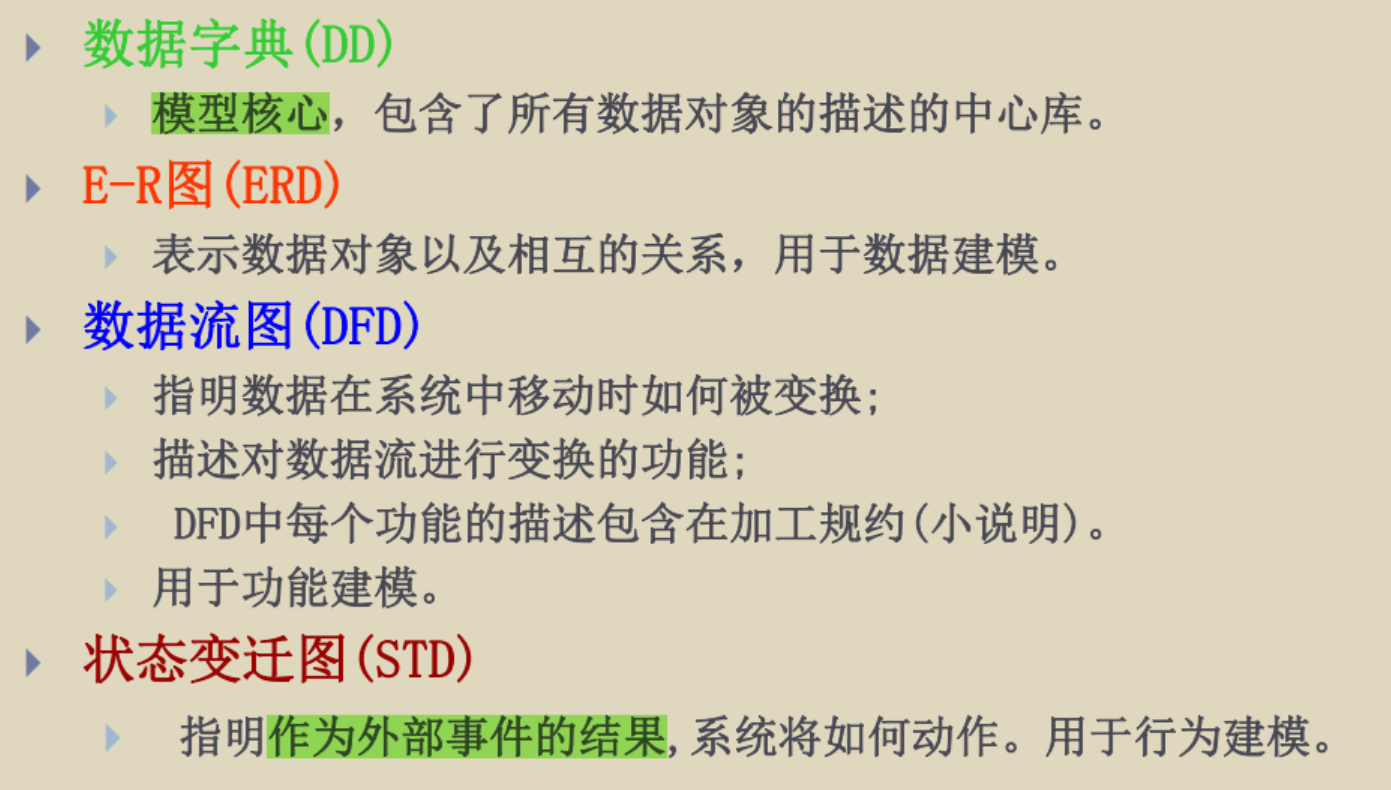 数据字典(DD)
模型核心，包含了所有数据对象的描述的中心库。
E-R图(ERD)
表示数据对象以及相互的关系，用于数据建模。
数据流图(DFD)
指明数据在系统中移动时如何被变换;
描述对数据流进行变换的功能;
DFD中每个功能的描述包含在加工规约(小说明)。
用于功能建模。
状态变迁图(STD)
指明作为外部事件的结果,系统将如何动作。用于行为建模。